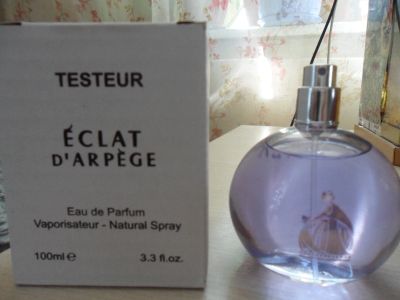 TESTEUR
ÉCLAT
D'ARPÈGE
Eau de Parfum
Vaporisateur - Natural Spray
100ml e 3.3 fl.oz.